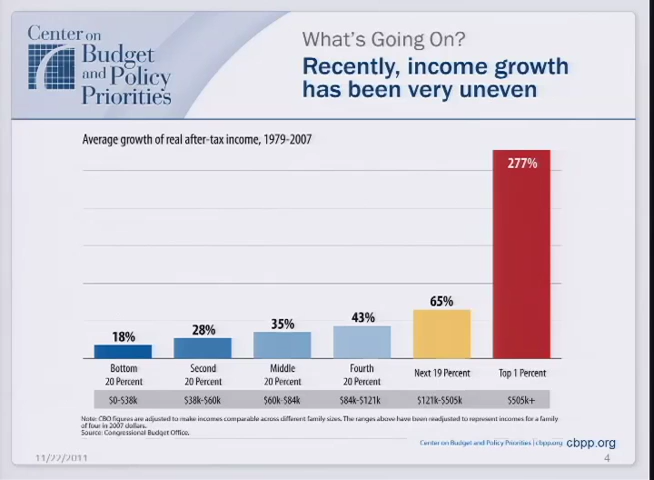 Center on
Budget
and Policy
Priorities
What's Going On?
Recently, income growth
has been very uneven
Average growth of real after-tax income, 1979-2007
277%
65%
43%
35%
28%
18%
Bottom
20 Percent
Second
20 Percent
Middle
20 Percent
Fourth
20 Percent
Next 19 Percent
Top 1 Percent
$0-$38k
$38k-$60k
$60k-$84k
$84k-$121k
$121k-$505k
$505k+
Note: CBO figures are adjusted to make incomes comparable across different family sizes. The ranges above have been readjusted to represent incomes for a family
of four in 2007 dollars.
Source: Congressional Budget Office.
Center on Budget and Policy Priorities | cbpp.org cbpp.org
11/22/2011
4